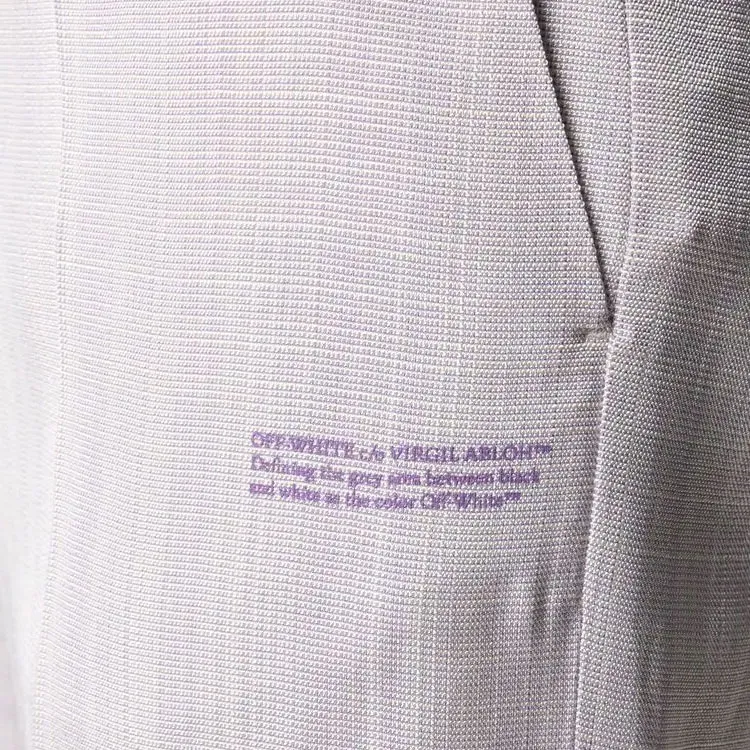 OFF-WHITE c/o VIRGIL ABLOH™
Defining the grey area between black
and white as the color Off-White™